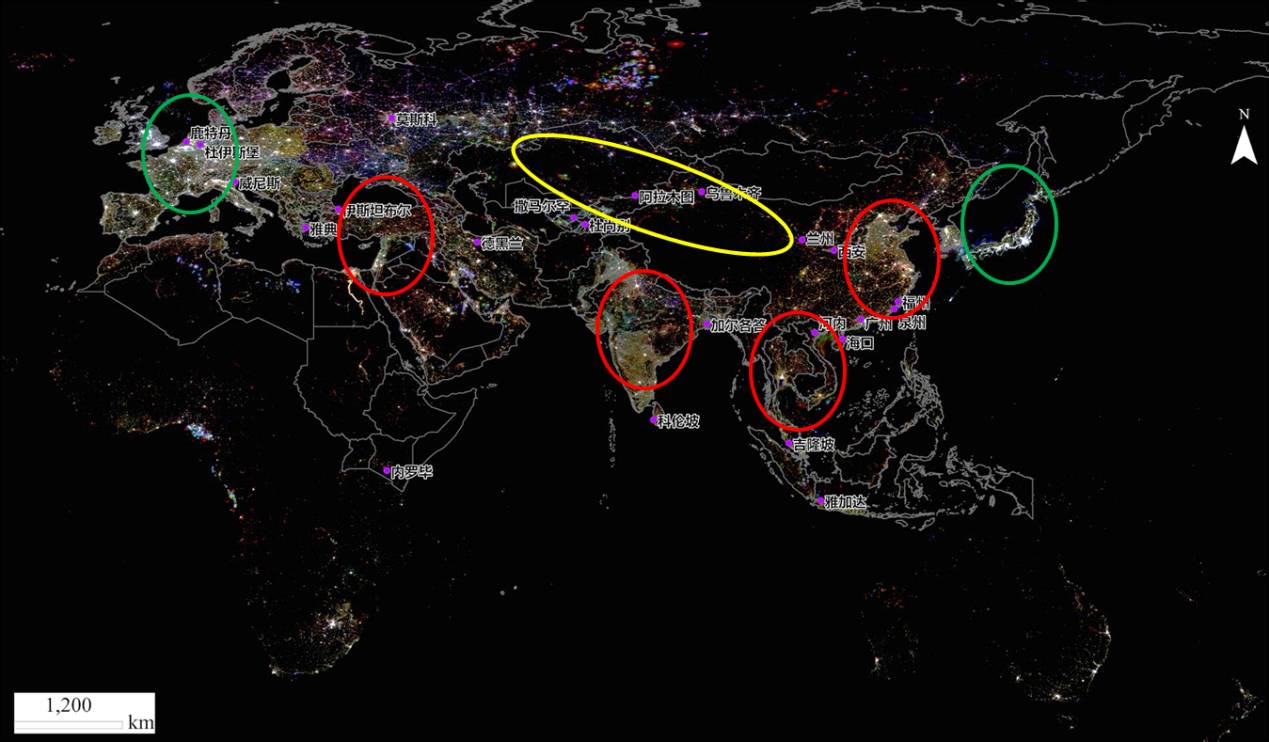 N
莫斯科
鹿特丹
杜伊斯堡
威尼斯
伊斯坦布尔
雅典
德黑兰
撒马尔罕
杜尚别
阿拉木图
乌鲁木齐
兰州
西安
福州
泉州
广州
河内
海口
加尔各答
科伦坡
吉隆坡
雅加达
内罗毕
1,200
km